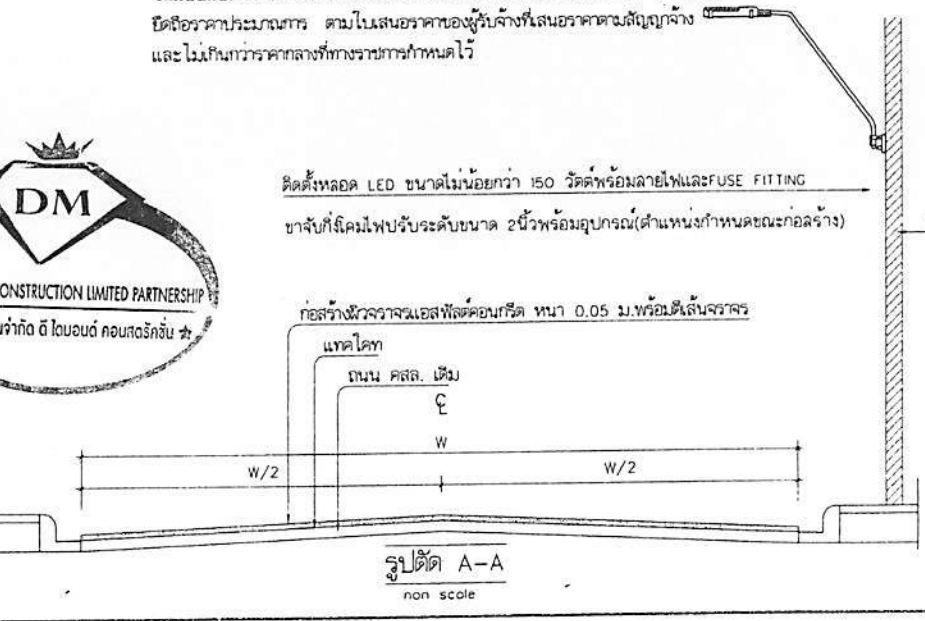 ยึดถือราคาประมาณการ ตามใบเสนอราคาของผู้รับจ้างที่เสนอราคาตามสัญญาจ้าง
และไม่เกินกว่าราคากลางที่ทางราชการกำหนดไว้
DM
ติดตั้งหลอด LED ขนาดไม่น้อยกว่า 150 วัตต์พร้อมสายไฟและFUSE FITTING
ขาจับกิ่งโคมไฟปรับระดับขนาด 2นิ้วพร้อมอุปกรณ์(ตำแหน่งกำหนดขณะก่อสร้าง)
ONSTRUCTION LIMITED PARTNERSHIP
นจำกัด ดี ไดมอนด์ คอนสตรัคชั่น
ก่อสร้างผิวจราจรแอสฟัลต์คอนกรีต หนา 0.05 ม.พร้อมตีเส้นจราจร
แทคโคท
ถนน คสล. เดิม
℄
W
W/2
W/2
รูปตัด A-A
non scale